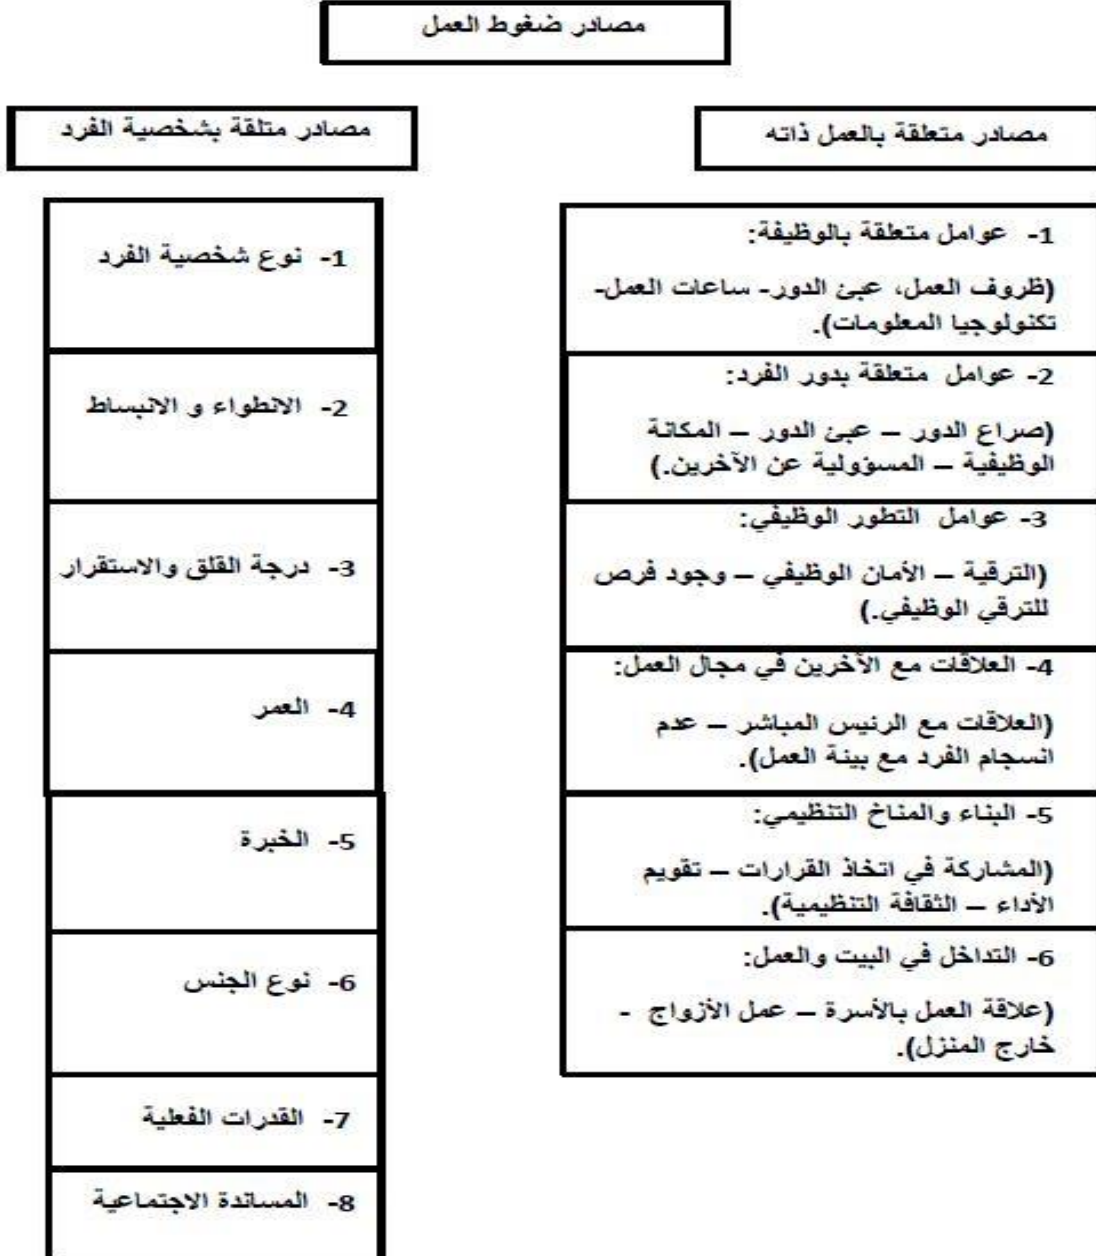 مصادر ضغوط العمل
مصادر متعلقة بالعمل ذاته
1- عوامل متعلقة بالوظيفة:
(ظروف العمل، عبئ الدور- ساعات العمل-
تكنولوجيا المعلومات).
2- عوامل متعلقة بدور الفرد:
(صراع الدور – عبئ الدور – المكانة
الوظيفية – المسؤولية عن الآخرين.)
3- عوامل التطور الوظيفي:
(الترقية – الأمان الوظيفي – وجود فرص
للترقي الوظيفي.)
4- العلاقات مع الآخرين في مجال العمل:
(العلاقات مع الرئيس المباشر – عدم
انسجام الفرد مع بيئة العمل).
5- البناء والمناخ التنظيمي:
(المشاركة في اتخاذ القرارات – تقويم
الأداء – الثقافة التنظيمية).
6- التداخل في البيت والعمل:
(علاقة العمل بالأسرة – عمل الأزواج -
خارج المنزل).
مصادر متلقة بشخصية الفرد
1- نوع شخصية الفرد
2- الانطواء و الانبساط
3- درجة القلق والاستقرار
4- العمر
5- الخبرة
6- نوع الجنس
7- القدرات الفعلية
8- المساندة الاجتماعية